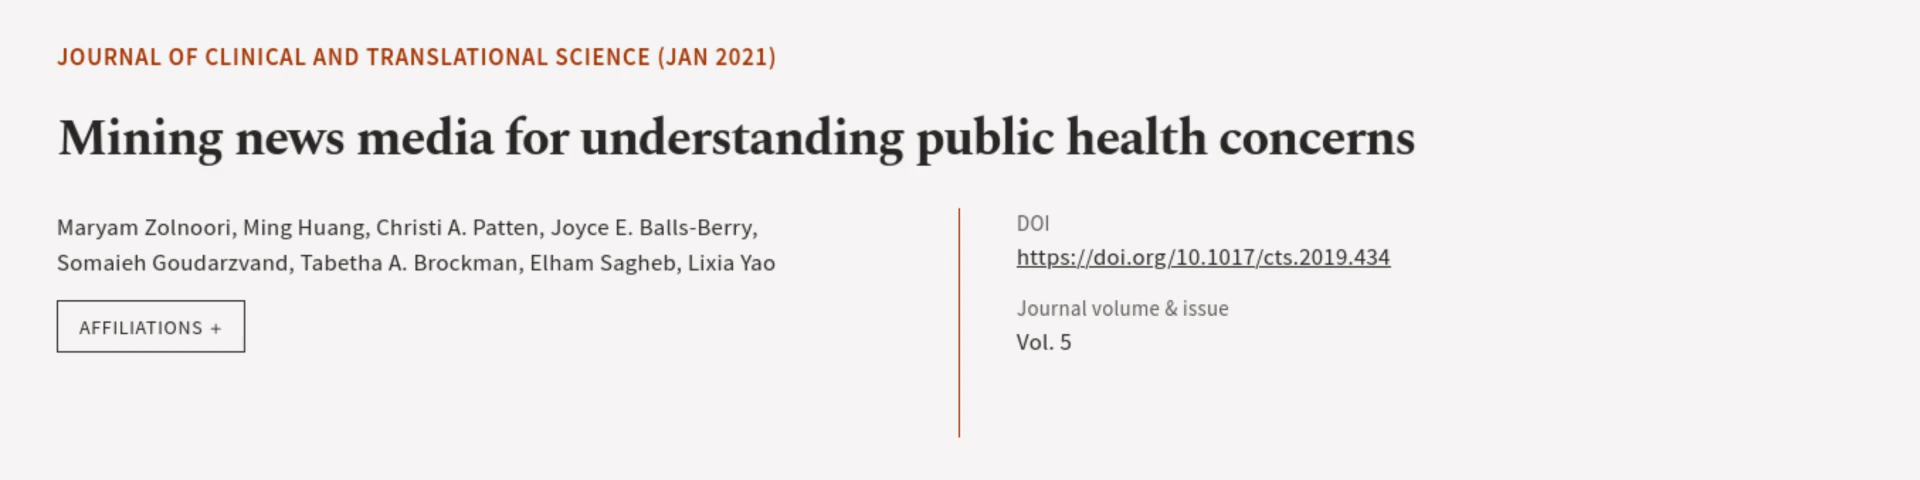 JOURNAL OF CLINICAL AND TRANSLATIONAL SCIENCE (JAN 2021)
Mining news media for understanding public health concerns
Maryam Zolnoori, Ming Huang, Christi A. Patten, Joyce E. Balls-Berry,
Somaieh Goudarzvand, Tabetha A. Brockman, Elham Sagheb, Lixia Yao
AFFILIATIONS +
DOI
https://doi.org/10.1017/cts.2019.434
Journal volume & issue
Vol. 5